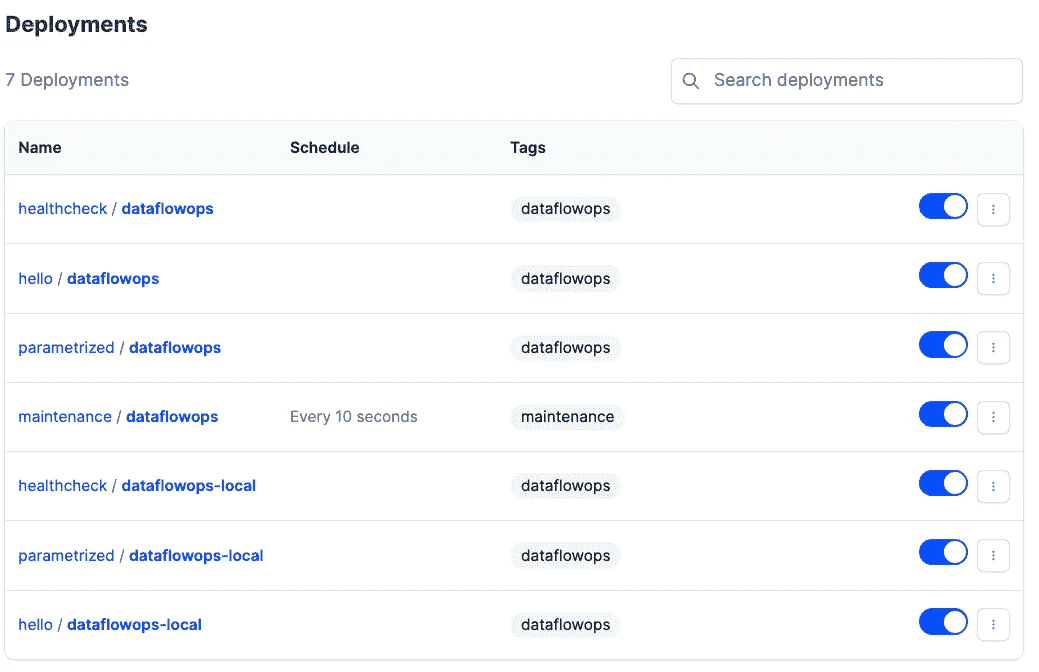 Deployments
7 Deployments
Search deployments
Name Schedule Tags
healthcheck / dataflowops dataflowops
hello / dataflowops dataflowops
parametrized / dataflowops dataflowops
maintenance / dataflowops Every 10 seconds maintenance
healthcheck / dataflowops-local dataflowops
parametrized / dataflowops-local dataflowops
hello / dataflowops-local dataflowops